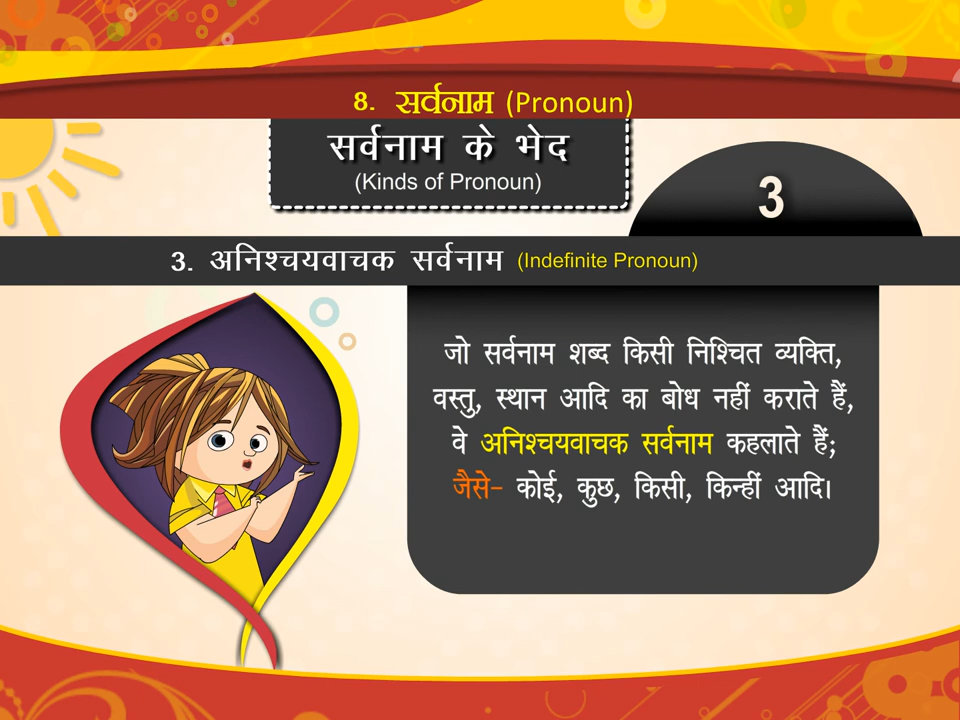 8. सर्वनाम (Pronoun)
सर्वनाम के भेद
(Kinds of Pronoun)
3
3. अनिश्चयवाचक सर्वनाम (Indefinite Pronoun)
जो सर्वनाम शब्द किसी निश्चित व्यक्ति,
वस्तु, स्थान आदि का बोध नहीं कराते हैं,
वे अनिश्चयवाचक सर्वनाम कहलाते हैं;
जैसे- कोई, कुछ, किसी, किन्हीं आदि।